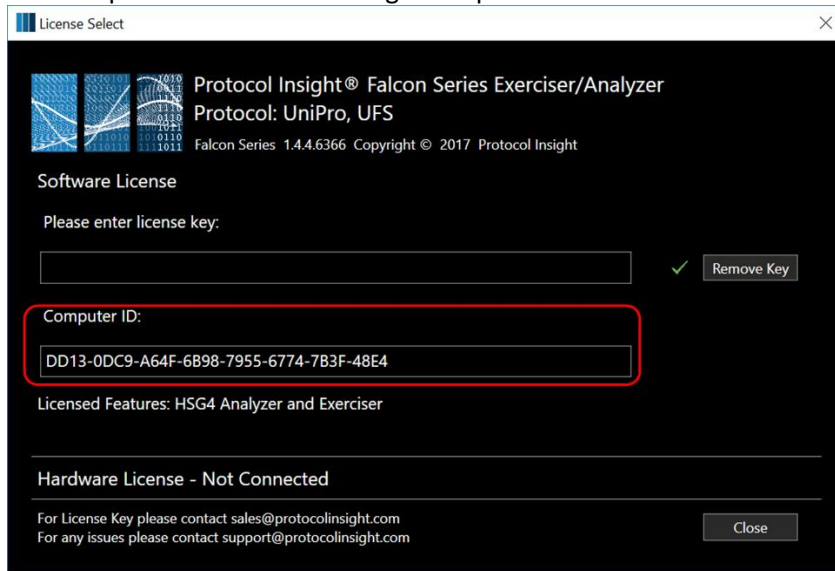 License Select
Protocol Insight® Falcon Series Exerciser/Analyzer
Protocol: UniPro, UFS
Falcon Series 1.4.4.6366 Copyright © 2017 Protocol Insight
Software License
Please enter license key:
Remove Key
Computer ID:
DD13-0DC9-A64F-6B98-7955-6774-7B3F-48E4
Licensed Features: HSG4 Analyzer and Exerciser
Hardware License - Not Connected
For License Key please contact sales@protocolinsight.com
For any issues please contact support@protocolinsight.com
Close